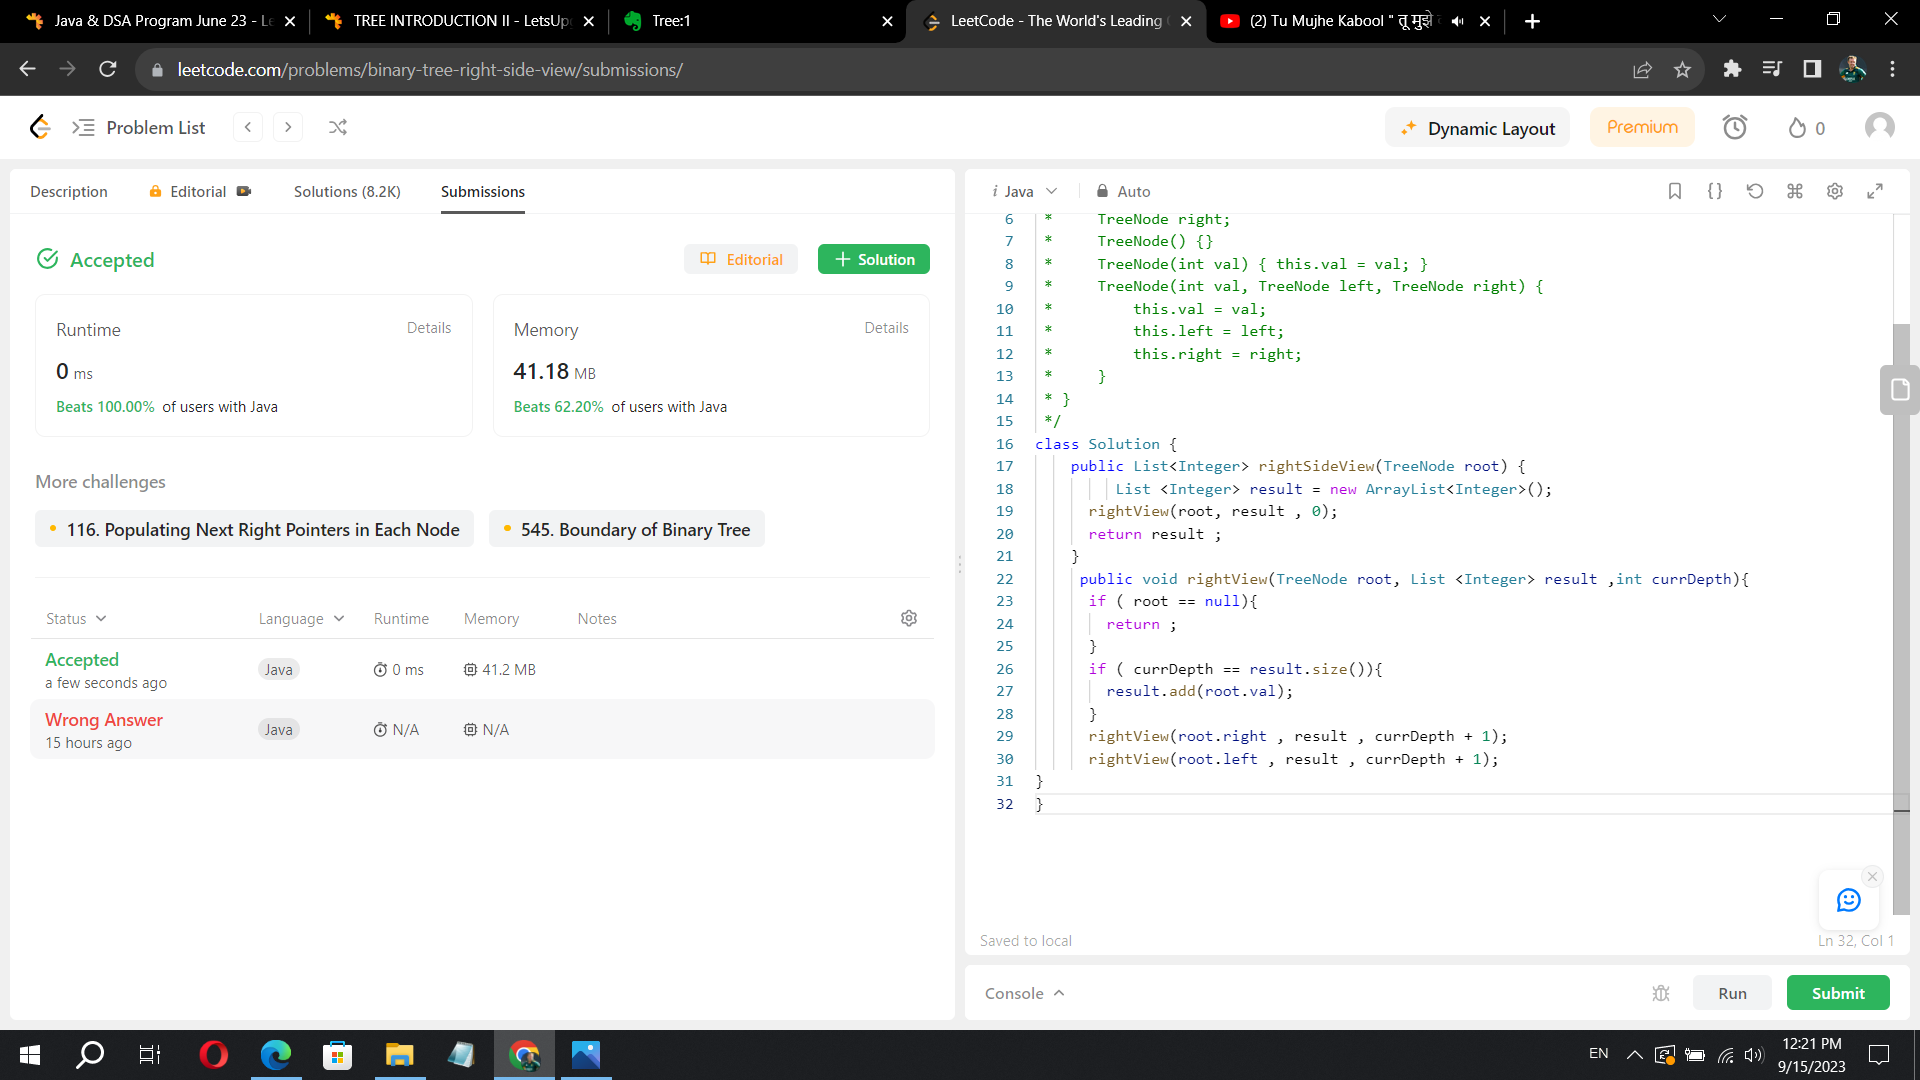 Java & DSA Program June 23 - Le
TREE INTRODUCTION II - LetsUp
Tree:1
LeetCode - The World's Leading
(2) Tu Mujhe Kabool " तू मुझे
leetcode.com/problems/binary-tree-right-side-view/submissions/
Problem List
Dynamic Layout
Premium
0
Description
Editorial
Solutions (8.2K)
Submissions
Accepted
Editorial
+ Solution
Runtime
Details
0 ms
Beats 100.00% of users with Java
Memory
Details
41.18 MB
Beats 62.20% of users with Java
More challenges
116. Populating Next Right Pointers in Each Node
545. Boundary of Binary Tree
Status Language Runtime Memory Notes
Accepted
a few seconds ago
Java
0 ms
41.2 MB
Wrong Answer
15 hours ago
Java
N/A
N/A
i Java
Auto
6 * TreeNode right;
7 * TreeNode() {}
8 * TreeNode(int val) { this.val = val; }
9 * TreeNode(int val, TreeNode left, TreeNode right) {
10 * this.val = val;
11 * this.left = left;
12 * this.right = right;
13 * }
14 * }
15 */
16 class Solution {
17 public List<Integer> rightSideView(TreeNode root) {
18 List <Integer> result = new ArrayList<Integer>();
19 rightView(root, result , 0);
20 return result ;
21 }
22 public void rightView(TreeNode root, List <Integer> result ,int currDepth){
23 if ( root == null){
24 return ;
25 }
26 if ( currDepth == result.size()){
27 result.add(root.val);
28 }
29 rightView(root.right , result , currDepth + 1);
30 rightView(root.left , result , currDepth + 1);
31 }
32 }
Saved to local
Ln 32, Col 1
Console
Run
Submit
EN
12:21 PM
9/15/2023